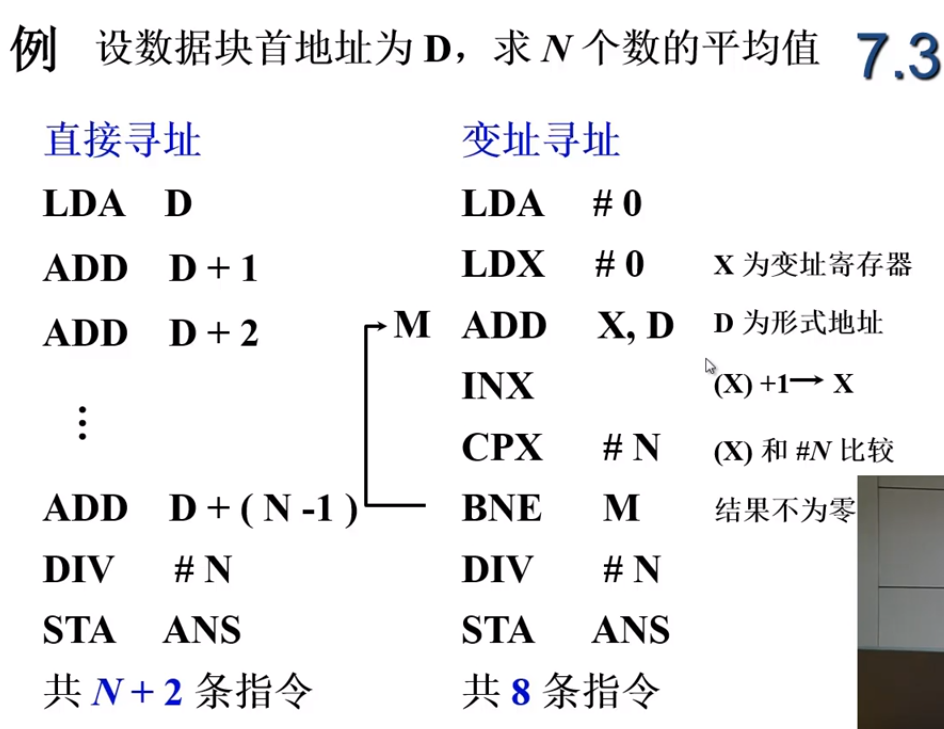 例 设数据块首地址为 D，求 N 个数的平均值 7.3
直接寻址
LDA D
ADD D + 1
ADD D + 2
⋮
ADD D + ( N -1 )
DIV # N
STA ANS
共 N + 2 条指令
变址寻址
LDA # 0
LDX # 0 X 为变址寄存器
M ADD X, D D 为形式地址
INX (X) +1→ X
CPX # N (X) 和 #N 比较
BNE M 结果不为零
DIV # N
STA ANS
共 8 条指令